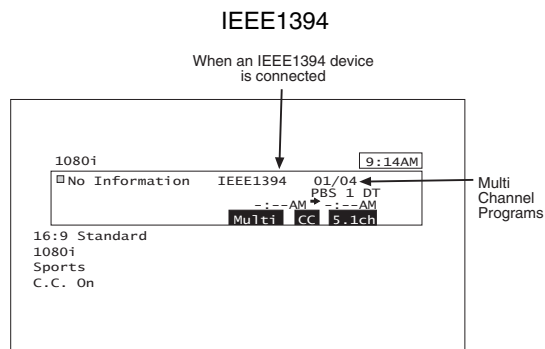 IEEE1394
When an IEEE1394 device
is connected
1080i 9:14AM
No Information IEEE1394 01/04
PBS 1 DT
-:--AM -:--AM
Multi CC 5.1ch
Multi
Channel
Programs
16:9 Standard
1080i
Sports
C.C. On